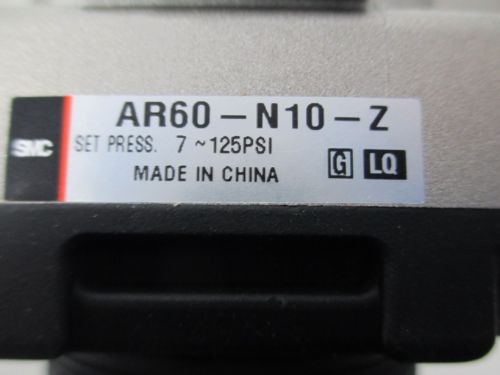 AR60-N10-Z
SMC SET PRESS. 7~125PSI
MADE IN CHINA G LQ